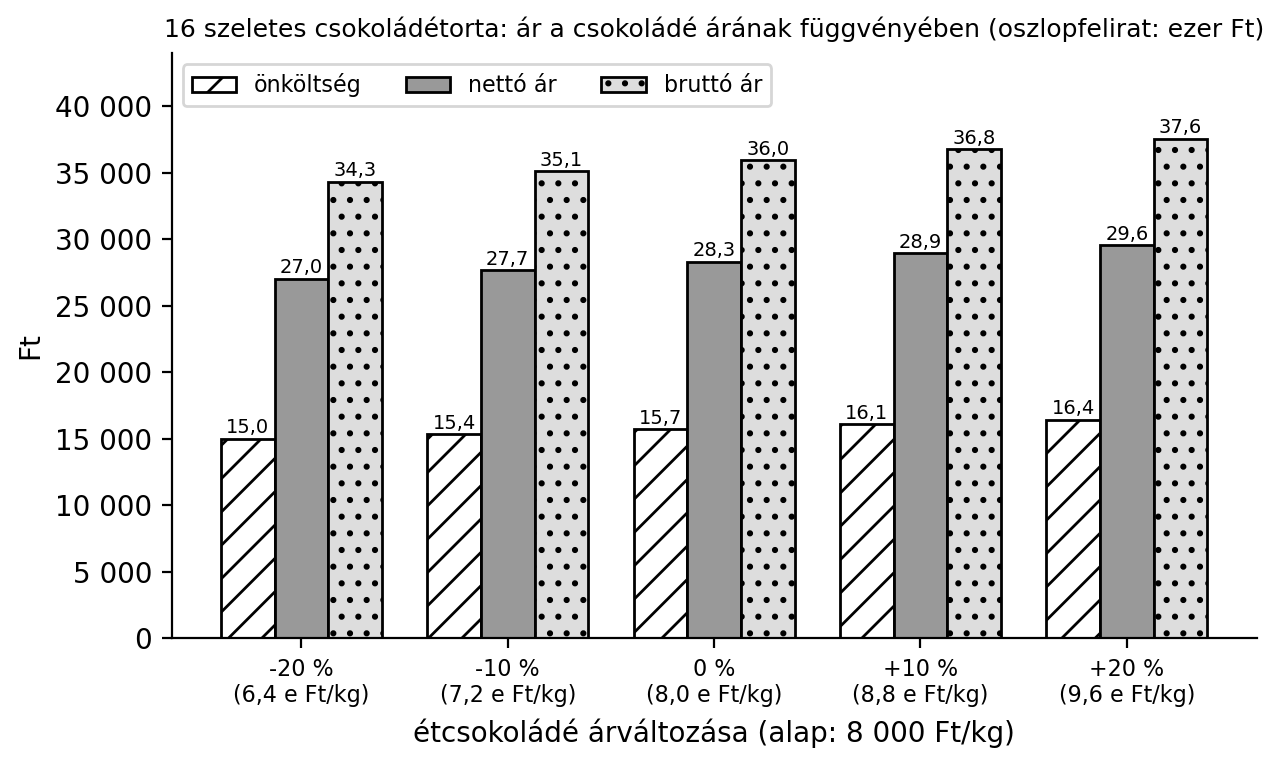 16 szeletes csokoládétorta: ár a csokoládé árának függvényében (oszlopfelirat: ezer Ft)
önköltség nettó ár bruttó ár
Ft
40 000
35 000
30 000
25 000
20 000
15 000
10 000
5 000
0
15,0 27,0 34,3
15,4 27,7 35,1
15,7 28,3 36,0
16,1 28,9 36,8
16,4 29,6 37,6
-20 % -10 % 0 % +10 % +20 %
(6,4 e Ft/kg) (7,2 e Ft/kg) (8,0 e Ft/kg) (8,8 e Ft/kg) (9,6 e Ft/kg)
étcsokoládé árváltozása (alap: 8 000 Ft/kg)